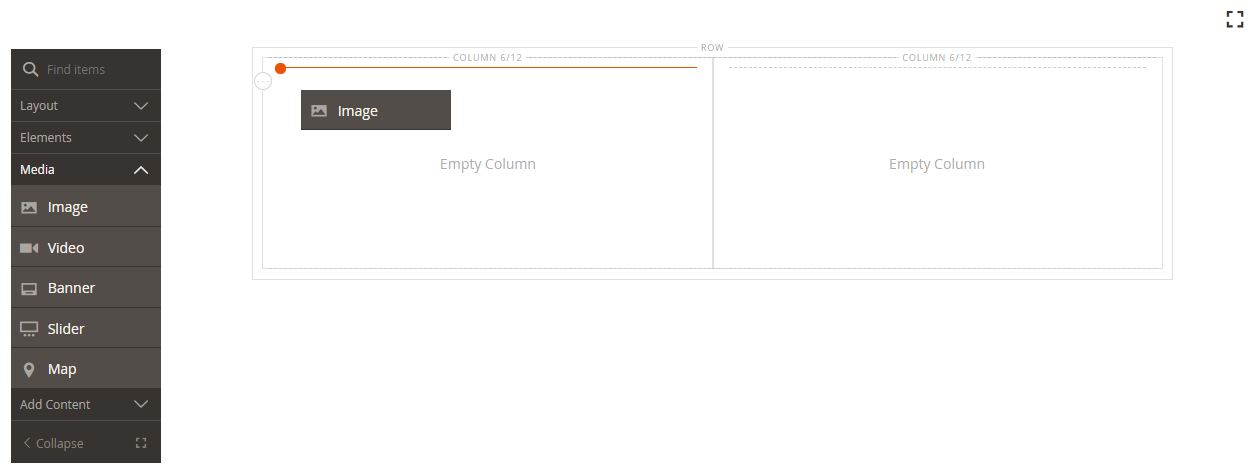 Find items
Layout
Elements
Media
Image
Video
Banner
Slider
Map
Add Content
Collapse
ROW
COLUMN 6/12
COLUMN 6/12
Image
Empty Column
Empty Column